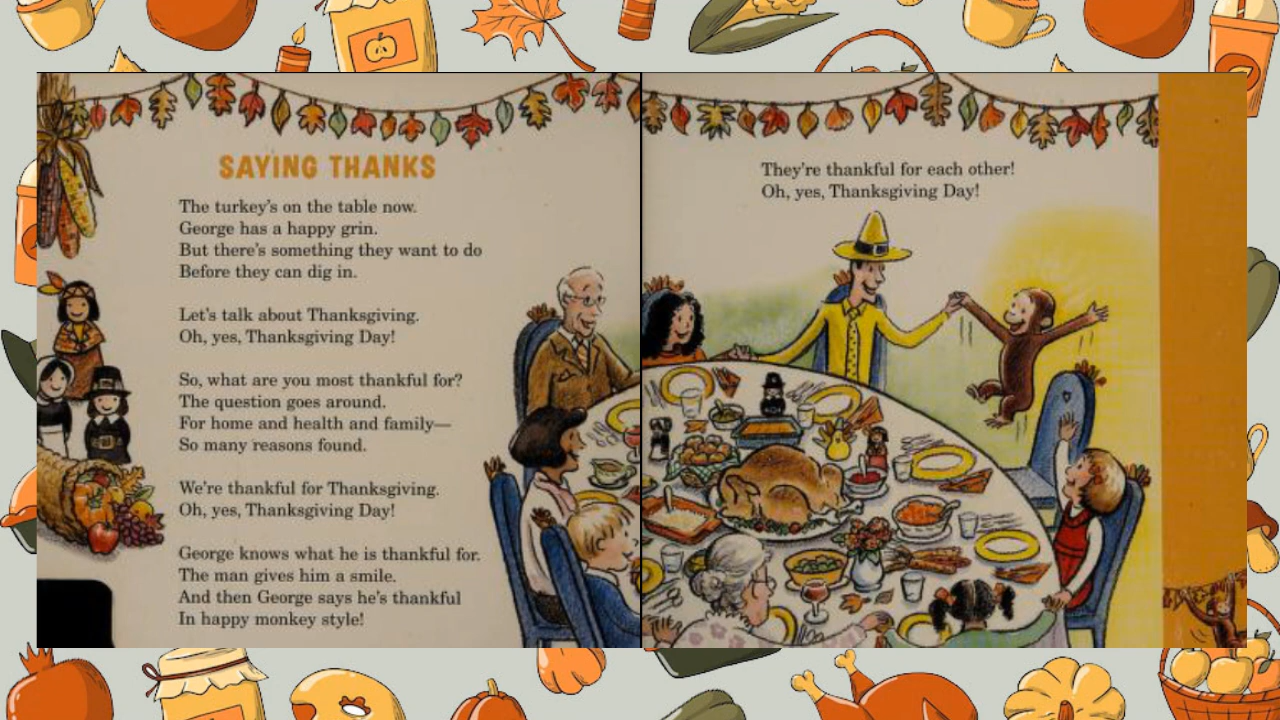 SAYING THANKS
The turkey's on the table now.
George has a happy grin.
But there's something they want to do
Before they can dig in.
Let's talk about Thanksgiving.
Oh, yes, Thanksgiving Day!
So, what are you most thankful for?
The question goes around.
For home and health and family—
So many reasons found.
We're thankful for Thanksgiving.
Oh, yes, Thanksgiving Day!
George knows what he is thankful for.
The man gives him a smile.
And then George says he's thankful
In happy monkey style!
They're thankful for each other!
Oh, yes, Thanksgiving Day!